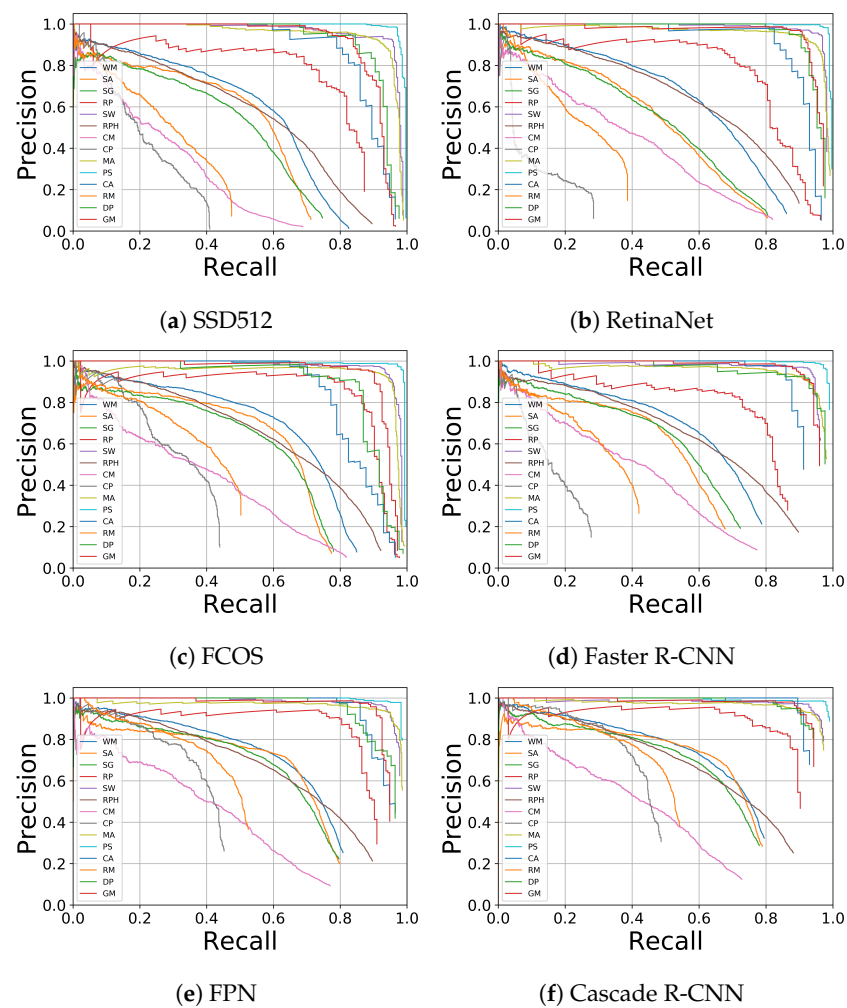 1.0
0.8
0.6
0.4
0.2
0.0
Precision
WM
SA
SG
RP
SW
RPH
CM
CP
MA
PS
CA
RM
DP
GM
0.0 0.2 0.4 0.6 0.8 1.0
Recall
(a) SSD512
1.0
0.8
0.6
0.4
0.2
0.0
Precision
WM
SA
SG
RP
SW
RPH
CM
CP
MA
PS
CA
RM
DP
GM
0.0 0.2 0.4 0.6 0.8 1.0
Recall
(b) RetinaNet
1.0
0.8
0.6
0.4
0.2
0.0
Precision
WM
SA
SG
RP
SW
RPH
CM
CP
MA
PS
CA
RM
DP
GM
0.0 0.2 0.4 0.6 0.8 1.0
Recall
(c) FCOS
1.0
0.8
0.6
0.4
0.2
0.0
Precision
WM
SA
SG
RP
SW
RPH
CM
CP
MA
PS
CA
RM
DP
GM
0.0 0.2 0.4 0.6 0.8 1.0
Recall
(d) Faster R-CNN
1.0
0.8
0.6
0.4
0.2
0.0
Precision
WM
SA
SG
RP
SW
RPH
CM
CP
MA
PS
CA
RM
DP
GM
0.0 0.2 0.4 0.6 0.8 1.0
Recall
(e) FPN
1.0
0.8
0.6
0.4
0.2
0.0
Precision
WM
SA
SG
RP
SW
RPH
CM
CP
MA
PS
CA
RM
DP
GM
0.0 0.2 0.4 0.6 0.8 1.0
Recall
(f) Cascade R-CNN